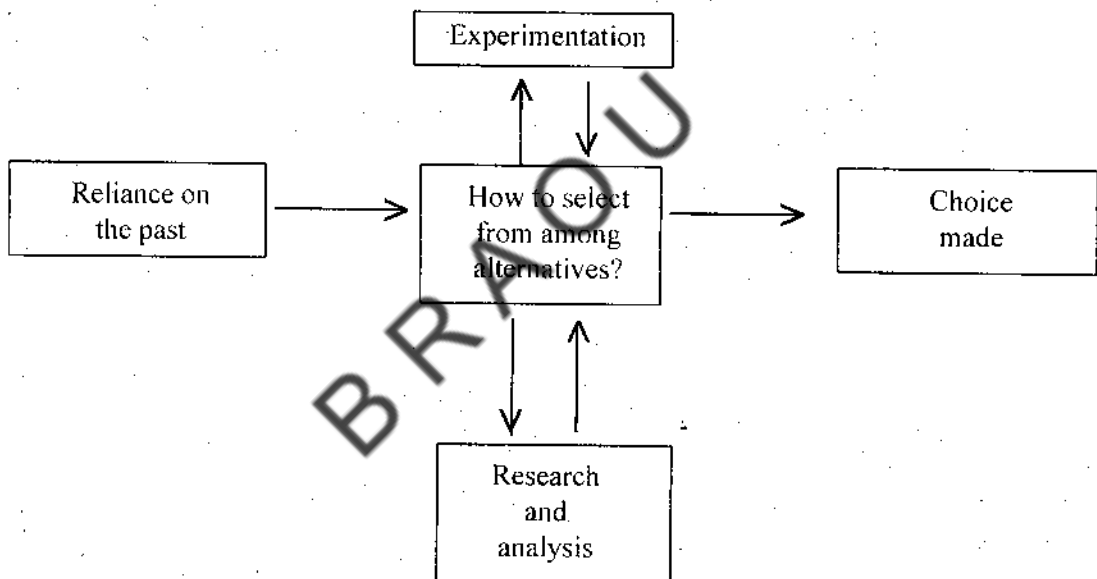 Experimentation
Reliance on
the past
How to select
from among
alternatives?
Choice
made
Research
and
analysis
BRAOU